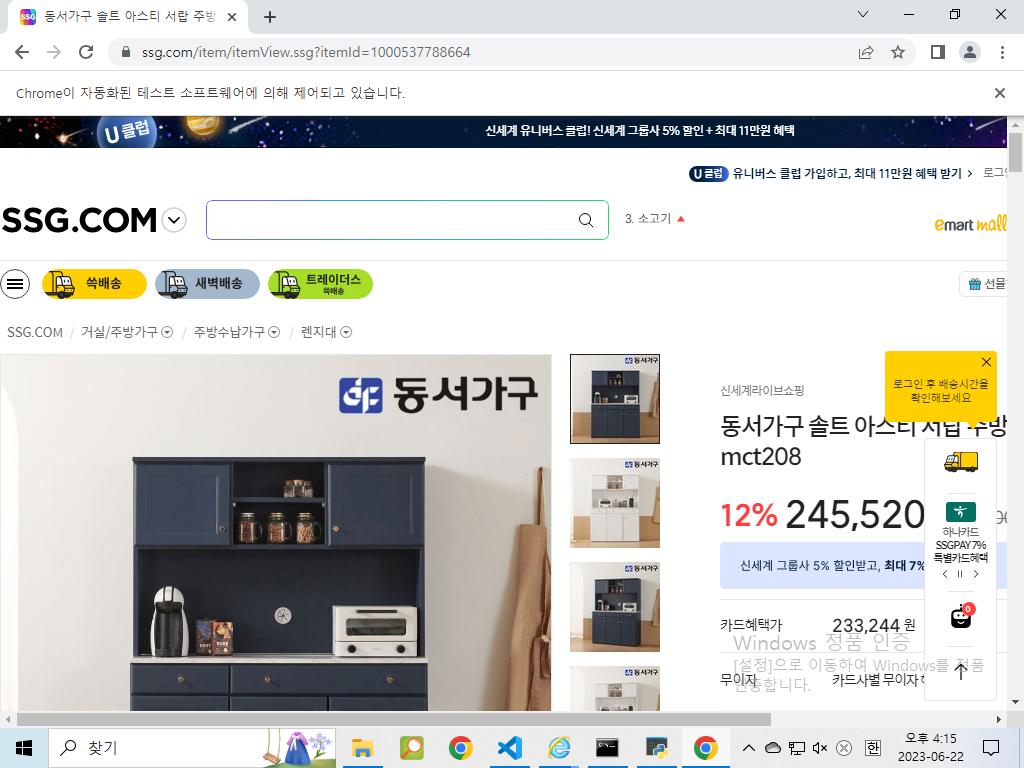 동서가구 솔트 아스티 서랍 주방
ssg.com/item/itemView.ssg?itemId=1000537788664
Chrome이 자동화된 테스트 소프트웨어에 의해 제어되고 있습니다.
U 클럽
신세계 유니버스 클럽! 신세계 그룹사 5% 할인 + 최대 11만원 혜택
U 클럽 유니버스 클럽 가입하고, 최대 11만원 혜택 받기
SSG.COM
3. 소고기
emart mall
쓱배송
새벽배송
트레이더스
쓱배송
선물
SSG.COM / 거실/주방가구 / 주방수납가구 / 렌지대
동서가구
신세계라이브쇼핑
로그인 후 배송시간을
확인해보세요
동서가구 솔트 아스티 서랍 주방
mct208
12% 245,520
신세계 그룹사 5% 할인받고, 최대 7%
하나카드
SSGPAY 7%
특별카드혜택
0
카드혜택가 233,244 원
무이자 카드사별 무이자
Windows 정품 인증
[설정]으로 이동하여 Windows를 정품
인증합니다.
찾기
한
오후 4:15
2023-06-22